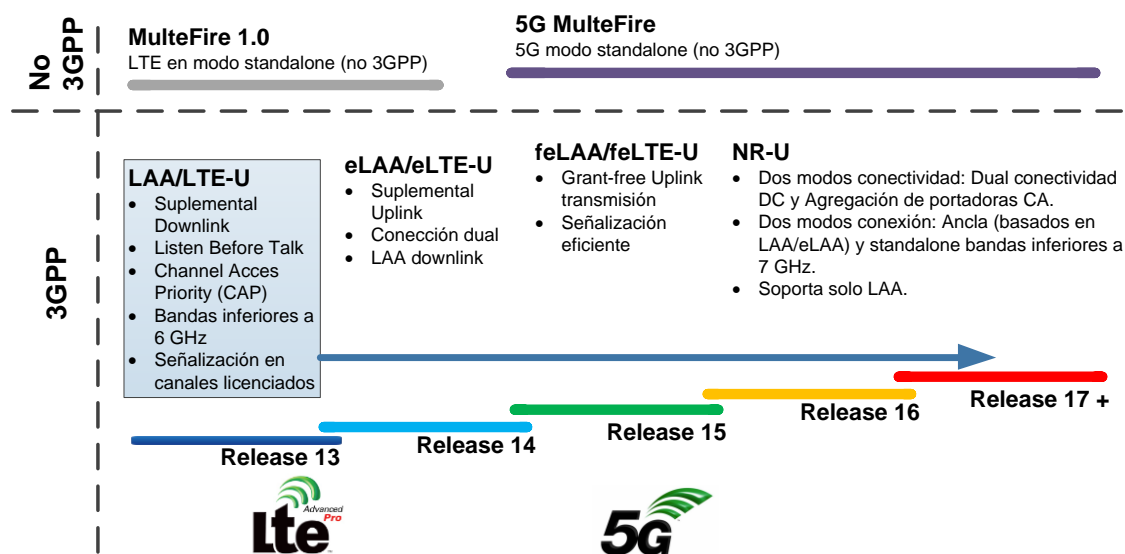 No
3GPP
MulteFire 1.0
LTE en modo standalone (no 3GPP)
5G MulteFire
5G modo standalone (no 3GPP)
3GPP
LAA/LTE-U
• Suplemental
Downlink
• Listen Before Talk
• Channel Acces
Priority (CAP)
• Bandas inferiores a
6 GHz
• Señalización en
canales licenciados
eLAA/eLTE-U
• Suplemental
Uplink
• Conección dual
• LAA downlink
feLAA/feLTE-U
• Grant-free Uplink
transmisión
• Señalización
eficiente
NR-U
• Dos modos conectividad: Dual conectividad
DC y Agregación de portadoras CA.
• Dos modos conexión: Ancla (basados en
LAA/eLAA) y standalone bandas inferiores a
7 GHz.
• Soporta solo LAA.
Release 13
Release 14
Release 15
Release 16
Release 17 +
Lte
Advanced
Pro
5G